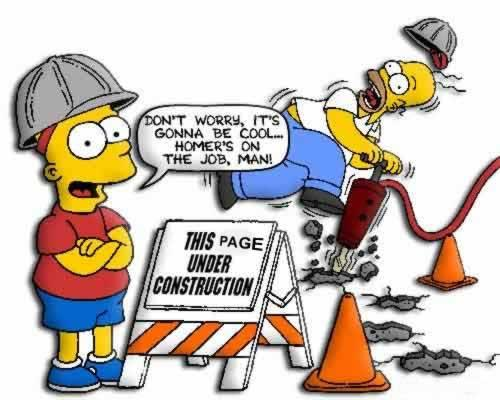 DON'T WORRY, IT'S
GONNA BE COOL...
HOMER'S ON
THE JOB, MAN!
THIS PAGE
UNDER
CONSTRUCTION